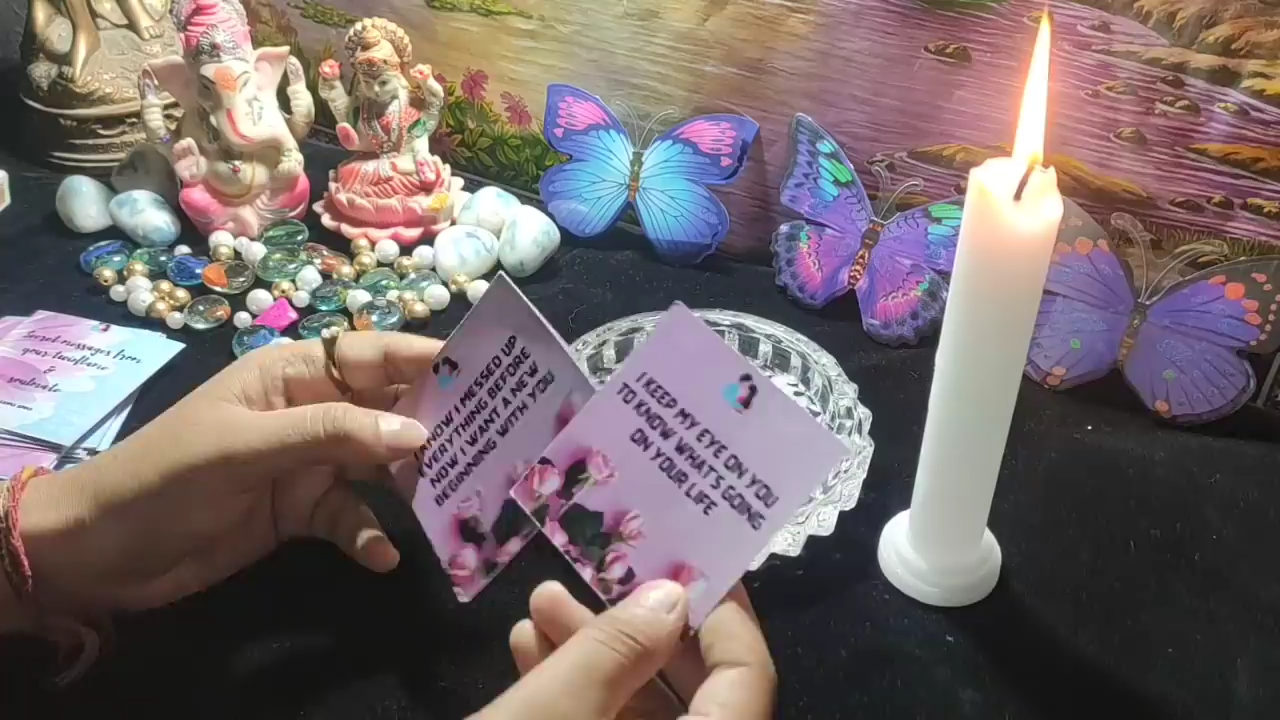 Secret messages from
your twinflame
&
soulmate
I KNOW I MESSED UP
EVERYTHING BEFORE
NOW I WANT A NEW
BEGINNING WITH YOU
I KEEP MY EYE ON YOU
TO KNOW WHAT'S GOING
ON YOUR LIFE